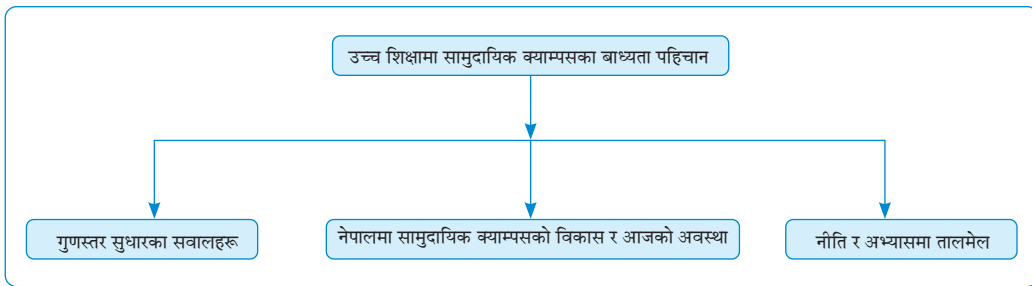 उच्च शिक्षामा सामुदायिक क्याम्पसका बाध्यता पहिचान
गुणस्तर सुधारका सवालहरू
नेपालमा सामुदायिक क्याम्पसको विकास र आजको अवस्था
नीति र अभ्यासमा तालमेल